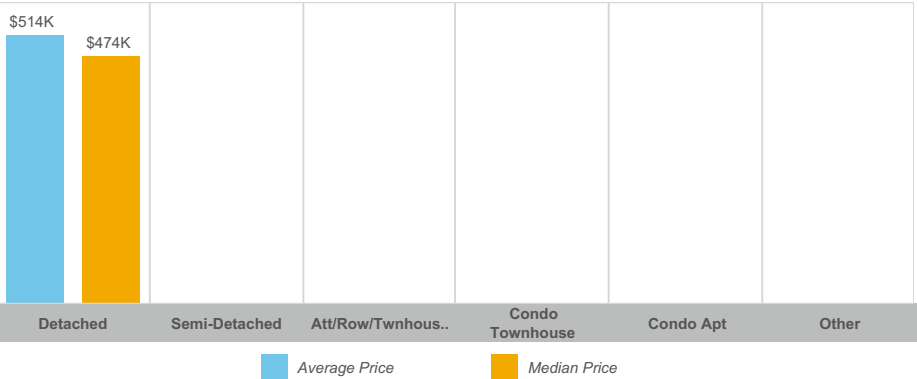 $514K
$474K
Detached
Semi-Detached
Att/Row/Twnhous..
Condo
Townhouse
Condo Apt
Other
Average Price
Median Price